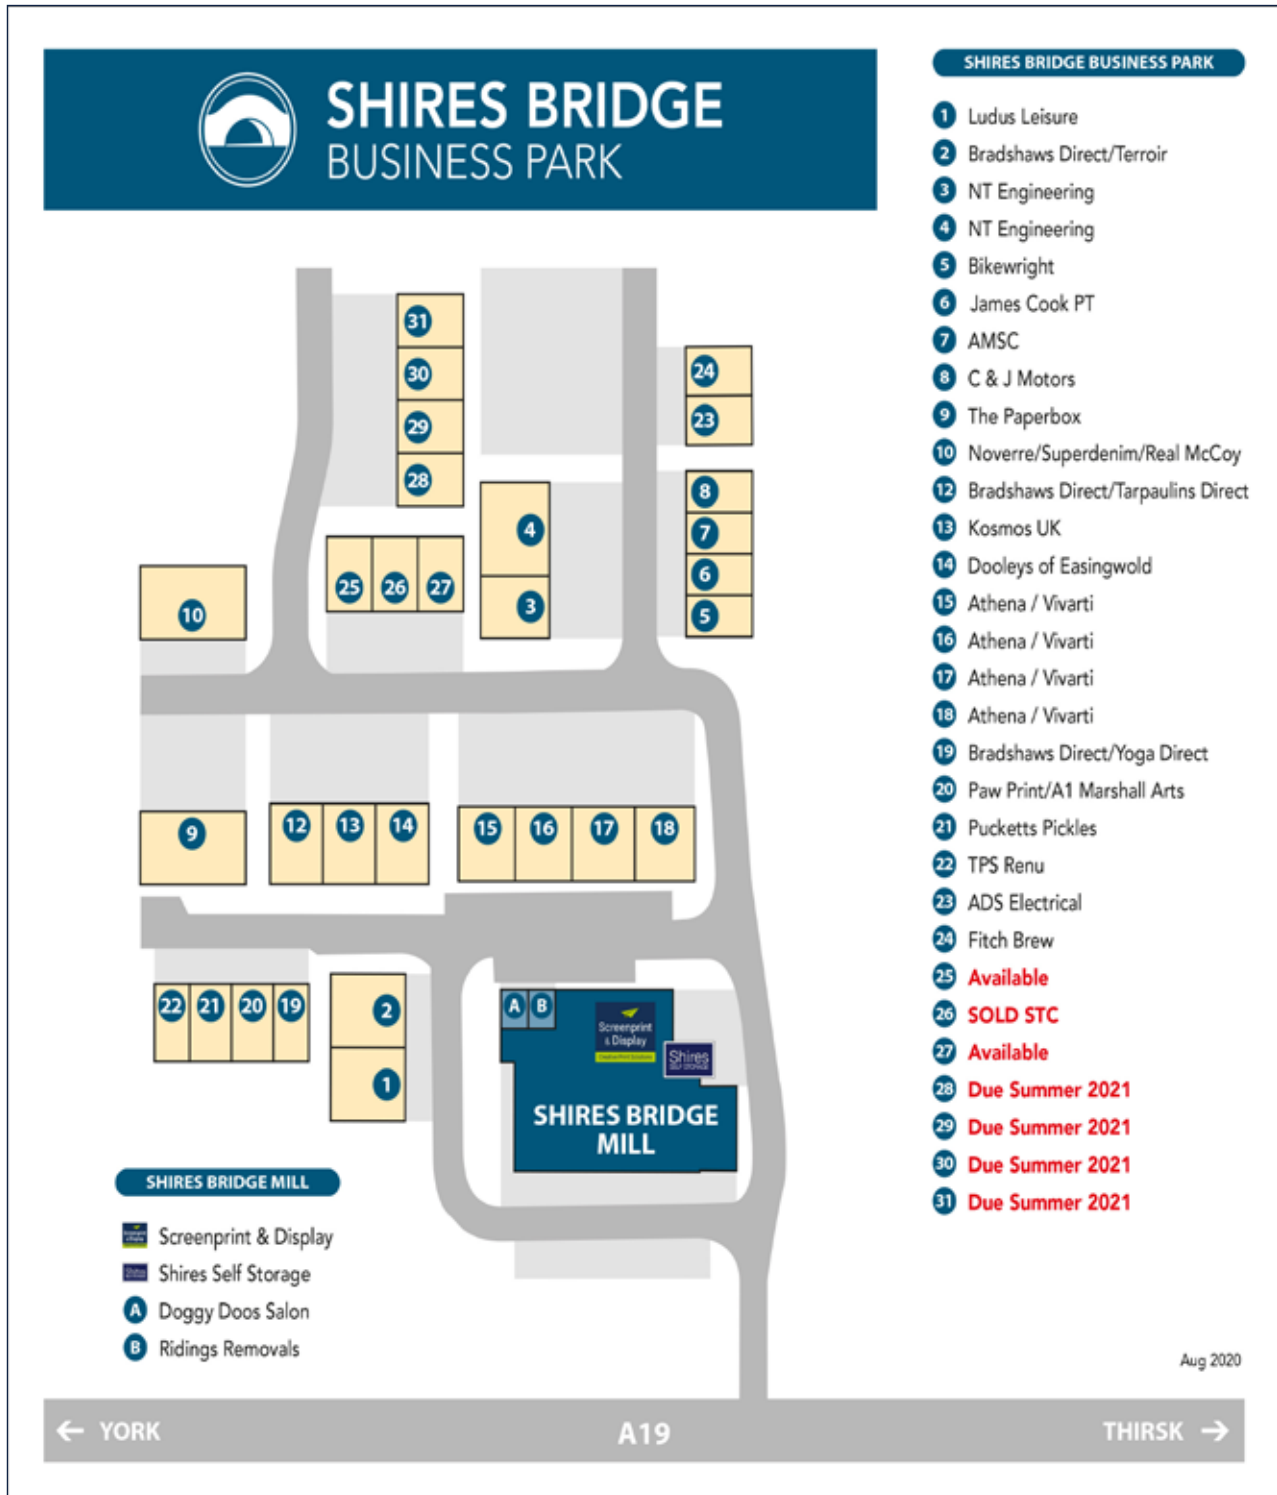 SHIRES BRIDGE
BUSINESS PARK
SHIRES BRIDGE BUSINESS PARK
1 Ludus Leisure
2 Bradshaws Direct/Terroir
3 NT Engineering
4 NT Engineering
5 Bikewright
6 James Cook PT
7 AMSC
8 C & J Motors
9 The Paperbox
10 Noverre/Superdenim/Real McCoy
12 Bradshaws Direct/Tarpaulins Direct
13 Kosmos UK
14 Dooleys of Easingwold
15 Athena / Vivarti
16 Athena / Vivarti
17 Athena / Vivarti
18 Athena / Vivarti
19 Bradshaws Direct/Yoga Direct
20 Paw Print/A1 Marshall Arts
21 Pucketts Pickles
22 TPS Renu
23 ADS Electrical
24 Fitch Brew
25 Available
26 SOLD STC
27 Available
28 Due Summer 2021
29 Due Summer 2021
30 Due Summer 2021
31 Due Summer 2021
31
30
29
28
24
23
8
7
6
5
4
3
25 26 27
10
9
12 13 14
15 16 17 18
22 21 20 19
2
1
A B
Screenprint
& Display
Shires
SELF STORAGE
SHIRES BRIDGE
MILL
SHIRES BRIDGE MILL
Screenprint & Display
Shires Self Storage
A Doggy Doos Salon
B Ridings Removals
Aug 2020
← YORK
A19
THIRSK →